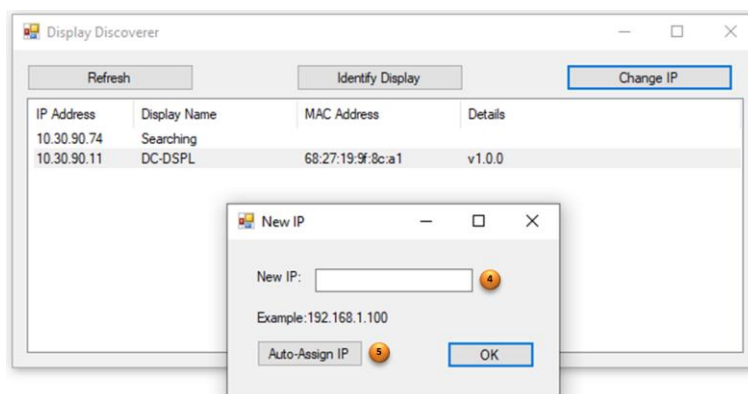 Display Discoverer
Refresh Identify Display Change IP
IP Address Display Name MAC Address Details
10.30.90.74 Searching
10.30.90.11 DC-DSPL 68:27:19:9f:8c:a1 v1.0.0
New IP
New IP: 4
Example:192.168.1.100
Auto-Assign IP 5 OK